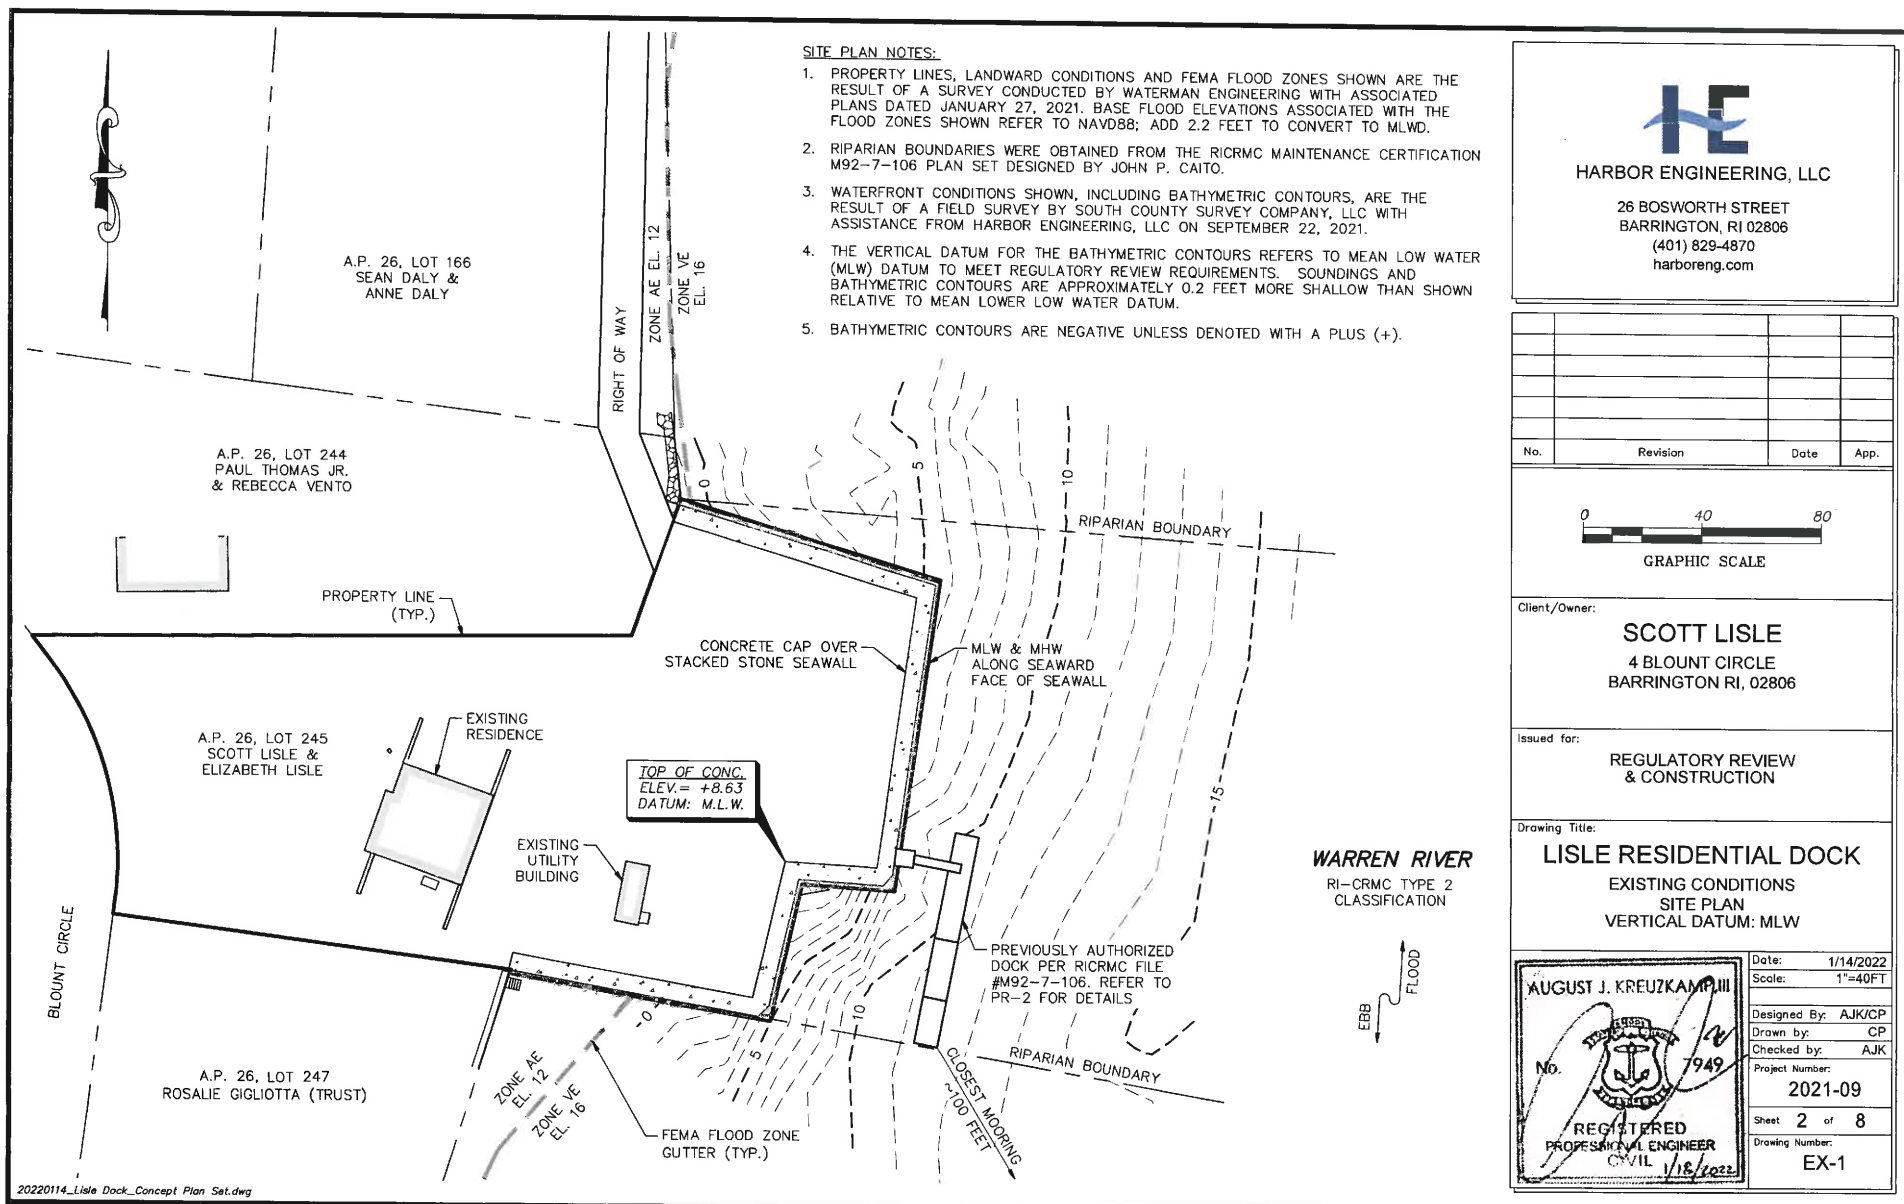 SITE PLAN NOTES:
1. PROPERTY LINES, LANDWARD CONDITIONS AND FEMA FLOOD ZONES SHOWN ARE THE
RESULT OF A SURVEY CONDUCTED BY WATERMAN ENGINEERING WITH ASSOCIATED
PLANS DATED JANUARY 27, 2021. BASE FLOOD ELEVATIONS ASSOCIATED WITH THE
FLOOD ZONES SHOWN REFER TO NAVD88; ADD 2.2 FEET TO CONVERT TO MLWD.
2. RIPARIAN BOUNDARIES WERE OBTAINED FROM THE RICRMC MAINTENANCE CERTIFICATION
M92-7-106 PLAN SET DESIGNED BY JOHN P. CAITO.
3. WATERFRONT CONDITIONS SHOWN, INCLUDING BATHYMETRIC CONTOURS, ARE THE
RESULT OF A FIELD SURVEY BY SOUTH COUNTY SURVEY COMPANY, LLC WITH
ASSISTANCE FROM HARBOR ENGINEERING, LLC ON SEPTEMBER 22, 2021.
4. THE VERTICAL DATUM FOR THE BATHYMETRIC CONTOURS REFERS TO MEAN LOW WATER
(MLW) DATUM TO MEET REGULATORY REVIEW REQUIREMENTS. SOUNDINGS AND
BATHYMETRIC CONTOURS ARE APPROXIMATELY 0.2 FEET MORE SHALLOW THAN SHOWN
RELATIVE TO MEAN LOWER LOW WATER DATUM.
5. BATHYMETRIC CONTOURS ARE NEGATIVE UNLESS DENOTED WITH A PLUS (+).
A.P. 26, LOT 166
SEAN DALY &
ANNE DALY
RIGHT OF WAY
ZONE AE EL. 12
ZONE VE
EL. 16
A.P. 26, LOT 244
PAUL THOMAS JR.
& REBECCA VENTO
0
5
10
RIPARIAN BOUNDARY
PROPERTY LINE
(TYP.)
CONCRETE CAP OVER
STACKED STONE SEAWALL
MLW & MHW
ALONG SEAWARD
FACE OF SEAWALL
A.P. 26, LOT 245
SCOTT LISLE &
ELIZABETH LISLE
EXISTING
RESIDENCE
TOP OF CONC.
ELEV.= +8.63
DATUM: M.L.W.
EXISTING
UTILITY
BUILDING
15
WARREN RIVER
RI-CRMC TYPE 2
CLASSIFICATION
EBB
FLOOD
PREVIOUSLY AUTHORIZED
DOCK PER RICRMC FILE
#M92-7-106. REFER TO
PR-2 FOR DETAILS
BLOUNT CIRCLE
0
5
10
RIPARIAN BOUNDARY
CLOSEST MOORING
~100 FEET
A.P. 26, LOT 247
ROSALIE GIGLIOTTA (TRUST)
ZONE AE
EL. 12
ZONE VE
EL. 16
FEMA FLOOD ZONE
GUTTER (TYP.)
20220114_Lisle Dock_Concept Plan Set.dwg
HE
HARBOR ENGINEERING, LLC
26 BOSWORTH STREET
BARRINGTON, RI 02806
(401) 829-4870
harboreng.com
No. Revision Date App.
0 40 80
GRAPHIC SCALE
Client/Owner:
SCOTT LISLE
4 BLOUNT CIRCLE
BARRINGTON RI, 02806
Issued for:
REGULATORY REVIEW
& CONSTRUCTION
Drawing Title:
LISLE RESIDENTIAL DOCK
EXISTING CONDITIONS
SITE PLAN
VERTICAL DATUM: MLW
AUGUST J. KREUZKAMP, III
No. 7949
REGISTERED
PROFESSIONAL ENGINEER
CIVIL
1/18/2022
Date: 1/14/2022
Scale: 1"=40FT
Designed By: AJK/CP
Drawn by: CP
Checked by: AJK
Project Number:
2021-09
Sheet 2 of 8
Drawing Number:
EX-1